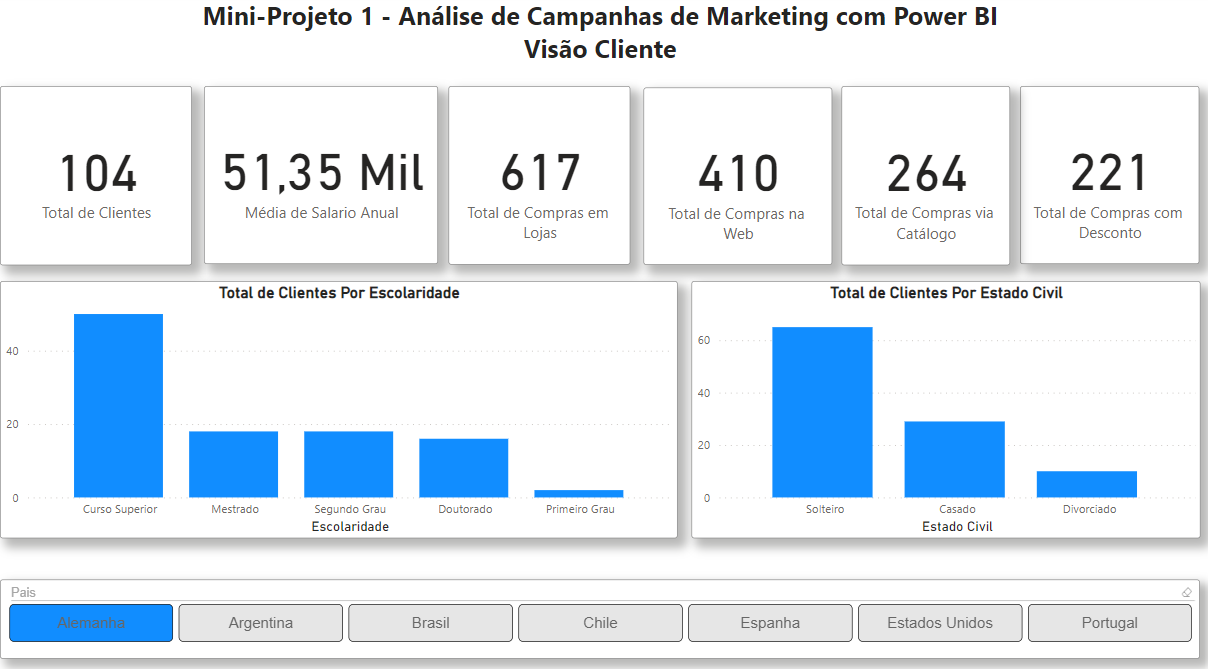 Mini-Projeto 1 - Análise de Campanhas de Marketing com Power BI
Visão Cliente
104
Total de Clientes
51,35 Mil
Média de Salario Anual
617
Total de Compras em
Lojas
410
Total de Compras na
Web
264
Total de Compras via
Catálogo
221
Total de Compras com
Desconto
Total de Clientes Por Escolaridade
40
20
0
Curso Superior
Mestrado
Segundo Grau
Doutorado
Primeiro Grau
Escolaridade
Total de Clientes Por Estado Civil
60
40
20
0
Solteiro
Casado
Divorciado
Estado Civil
Pais
Alemanha
Argentina
Brasil
Chile
Espanha
Estados Unidos
Portugal